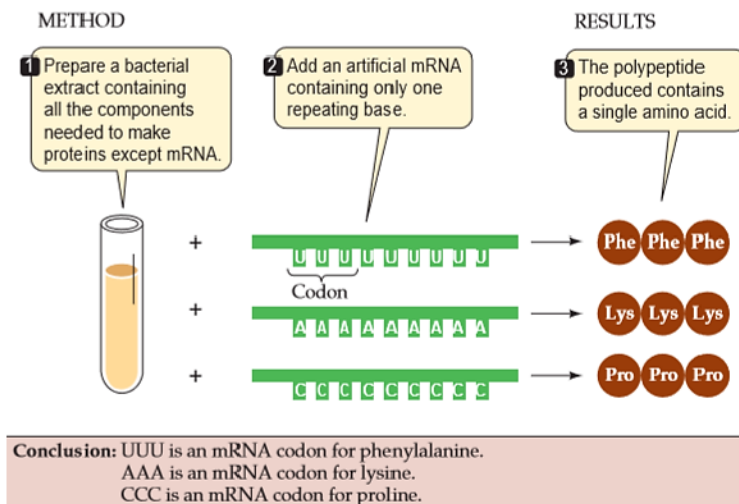 METHOD
RESULTS
1 Prepare a bacterial
extract containing
all the components
needed to make
proteins except mRNA.
2 Add an artificial mRNA
containing only one
repeating base.
3 The polypeptide
produced contains
a single amino acid.
+ U U U U U U U U U Phe Phe Phe
Codon
+ A A A A A A A A A Lys Lys Lys
+ C C C C C C C C C Pro Pro Pro
Conclusion: UUU is an mRNA codon for phenylalanine.
AAA is an mRNA codon for lysine.
CCC is an mRNA codon for proline.